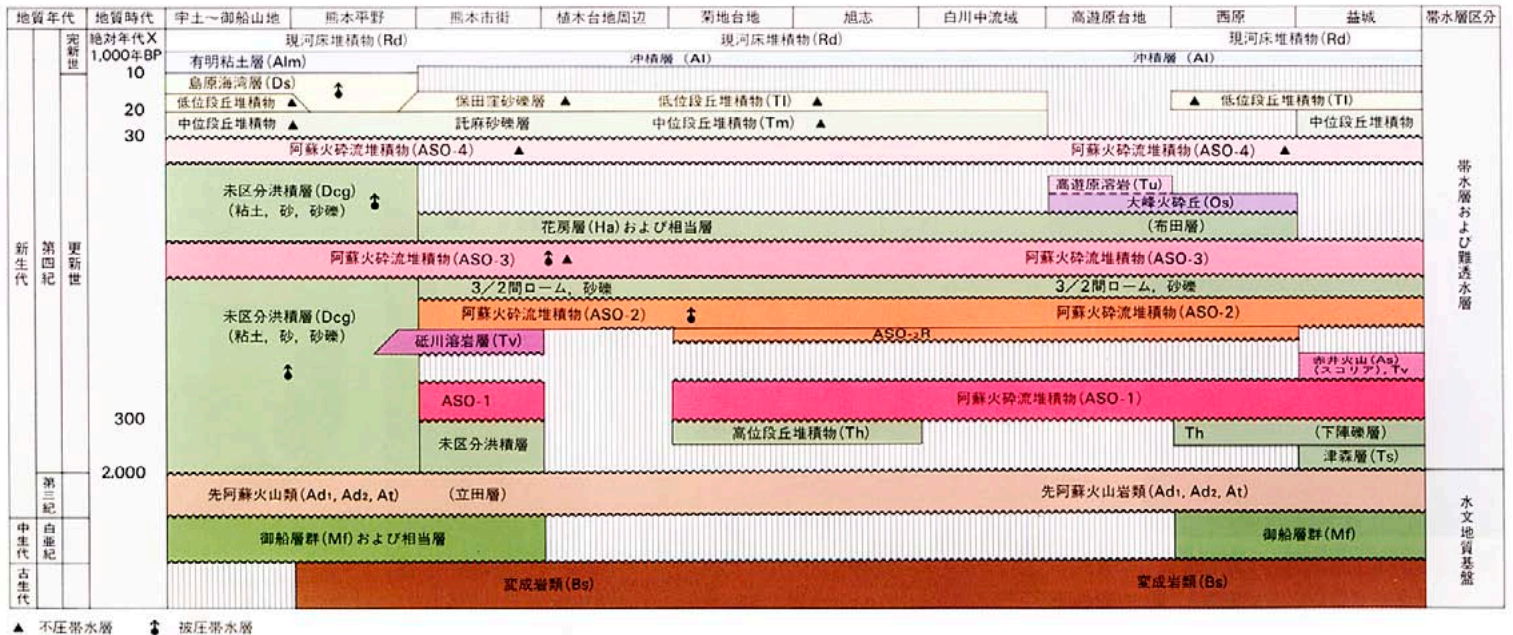 地質年代 地質時代 宇土～御船山地 熊本平野 熊本市街 植木台地周辺 菊地台地 旭志 白川中流域 高遊原台地 西原 益城 帯水層区分
新生代
第四紀
完新世
更新世
第三紀
中生代
白亜紀
古生代
絶対年代X
1,000年BP
10
20
30
300
2.000
現河床堆積物(Rd) 現河床堆積物(Rd) 現河床堆積物(Rd)
有明粘土層(Alm) 沖積層 (Al) 沖積層 (Al)
島原海湾層(Ds)
低位段丘堆積物 ▲ 保田窪砂礫層 ▲ 低位段丘堆積物(Tl) ▲ ▲ 低位段丘堆積物(Tl)
中位段丘堆積物 ▲ 託麻砂礫層 中位段丘堆積物(Tm) ▲ 中位段丘堆積物
阿蘇火砕流堆積物(ASO-4) ▲ 阿蘇火砕流堆積物(ASO-4) ▲
未区分洪積層(Dcg)
(粘土, 砂, 砂礫)
高遊原溶岩(Tu)
大峰火砕丘(Os)
花房層(Ha)および相当層 (布田層)
阿蘇火砕流堆積物(ASO-3) ▲ 阿蘇火砕流堆積物(ASO-3)
3/2間ローム, 砂礫 3/2間ローム, 砂礫
未区分洪積層(Dcg)
(粘土, 砂, 砂礫)
阿蘇火砕流堆積物(ASO-2) 阿蘇火砕流堆積物(ASO-2)
ASO-2R
砥川溶岩層(Tv)
赤井火山(As)
(スコリア), Tv
ASO-1 阿蘇火砕流堆積物(ASO-1)
未区分洪積層 高位段丘堆積物(Th) Th (下陣礫層)
津森層(Ts)
先阿蘇火山類(Ad1, Ad2, At) (立田層) 先阿蘇火山岩類(Ad1, Ad2, At)
御船層群(Mf)および相当層 御船層群(Mf)
変成岩類(Bs) 変成岩類(Bs)
帯水層および難透水層
水文地質基盤
▲ 不圧帯水層 被圧帯水層